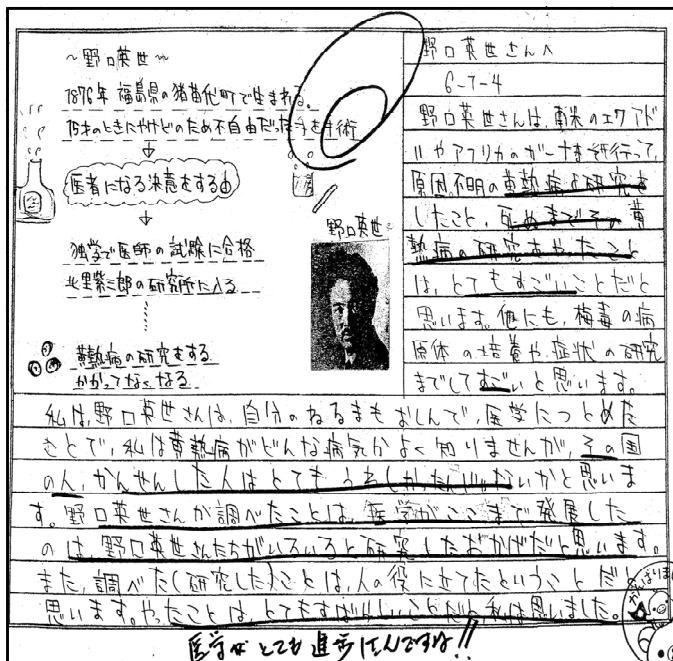 ～野口英世～
1876年 福島県の猪苗代町で生まれる。
15才のときにやけどのため不自由だった手を手術
医者になる決意をする
独学で医師の試験に合格
北里柴三郎の研究所に入る
黄熱病の研究をする
かかってなくなる
野口英世
野口英世さんへ
6-7-4
野口英世さんは、南米のエクアド
ルやアフリカのガーナまで行って、
原因不明の黄熱病を研究を
したこと、死ぬまでその黄
熱病の研究をやったこと
は、とてもすごいことだと
思います。他にも、梅毒の病
原体の培養や、症状の研究
までしてすごいと思います。
私は、野口英世さんは、自分のねるまもおしんで、医学につとめた
きとで、私は黄熱病がどんな病気かよく知りませんが、その国
の人、かんせんした人はとてもうれしかったんじゃないかと思いま
す。野口英世さんが調べたことは、医学がここまで発展した
のは、野口英世さんたちがいろいろと研究したおかげだと思います。
また、調べた(研究した)ことは、人の役に立てたということだと
思います。やったことは、とてもすばらしいことだと私は思いました。
医学がとても進歩したんですね!!
がんばりました